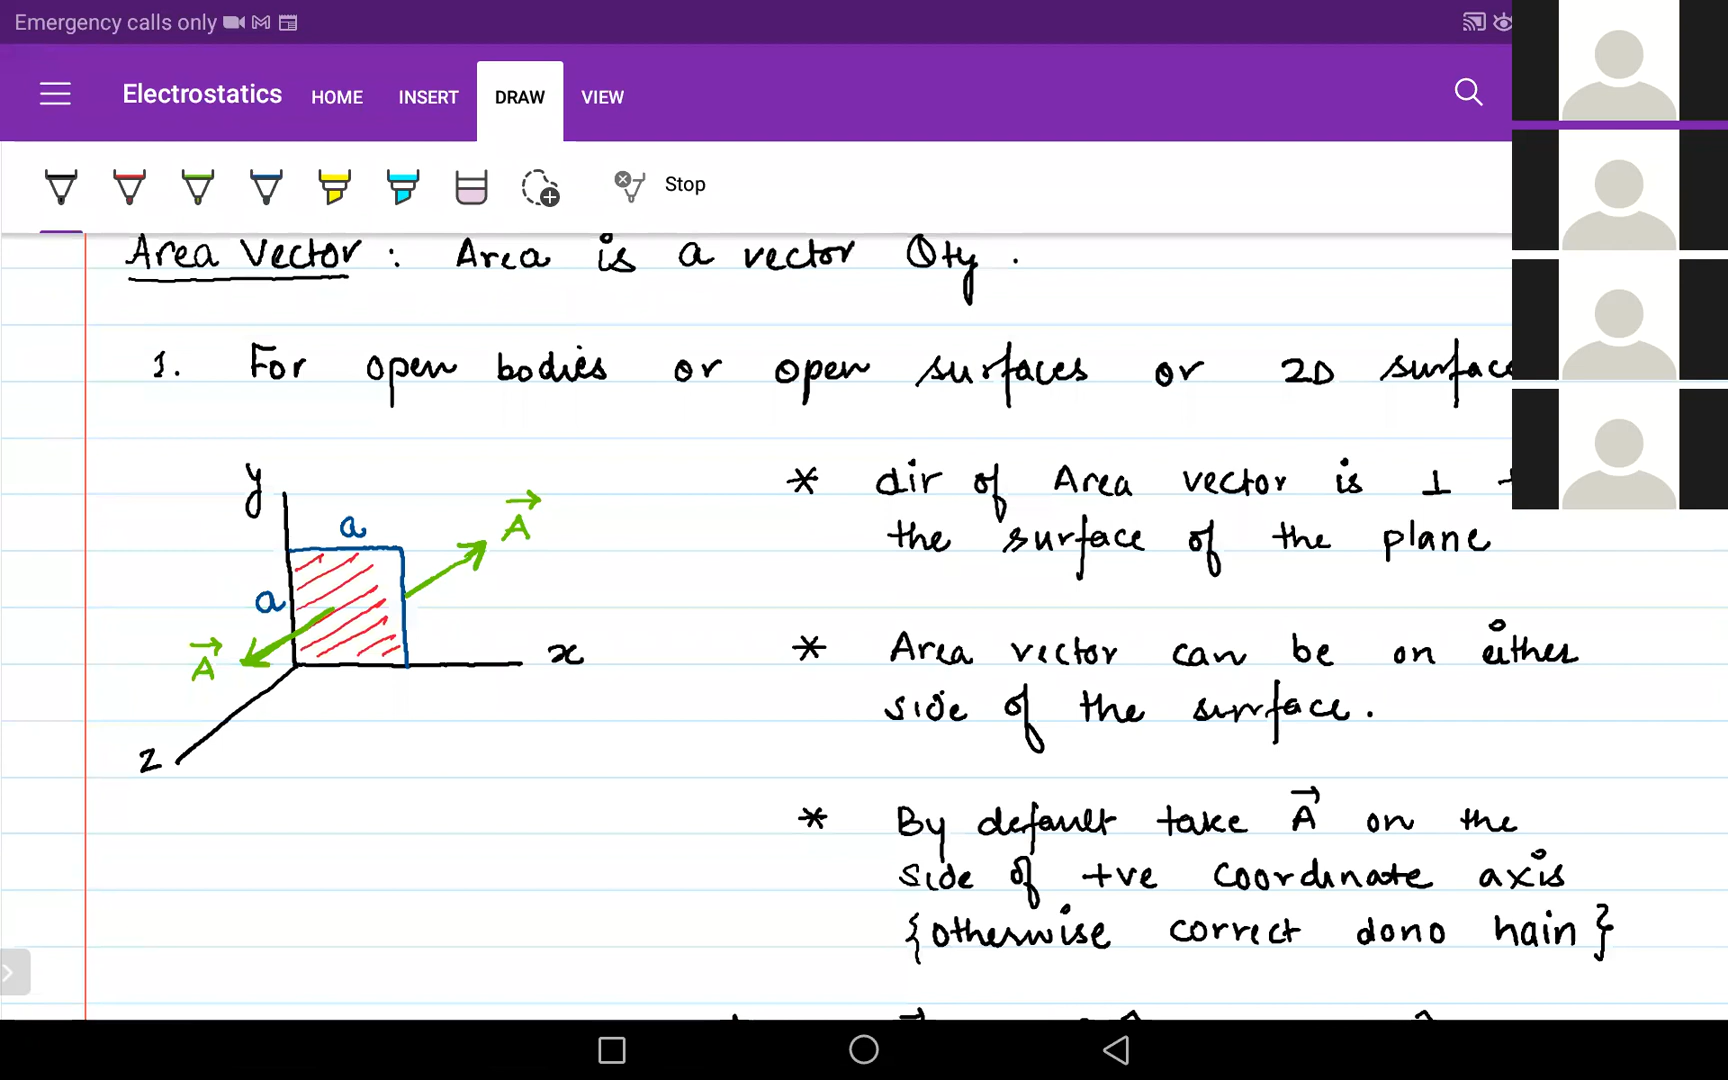 Emergency calls only
Electrostatics HOME INSERT DRAW VIEW
Stop
Area Vector : Area is a vector Qty .
1. For open bodies or open surfaces or 2D
y
a
A
a
A
x
z
* dir of Area vector is ⊥
the surface of the plane
* Area vector can be on either
side of the surface.
* By default take A⃗ on the
side of +ve coordinate axis
{otherwise correct dono hain}